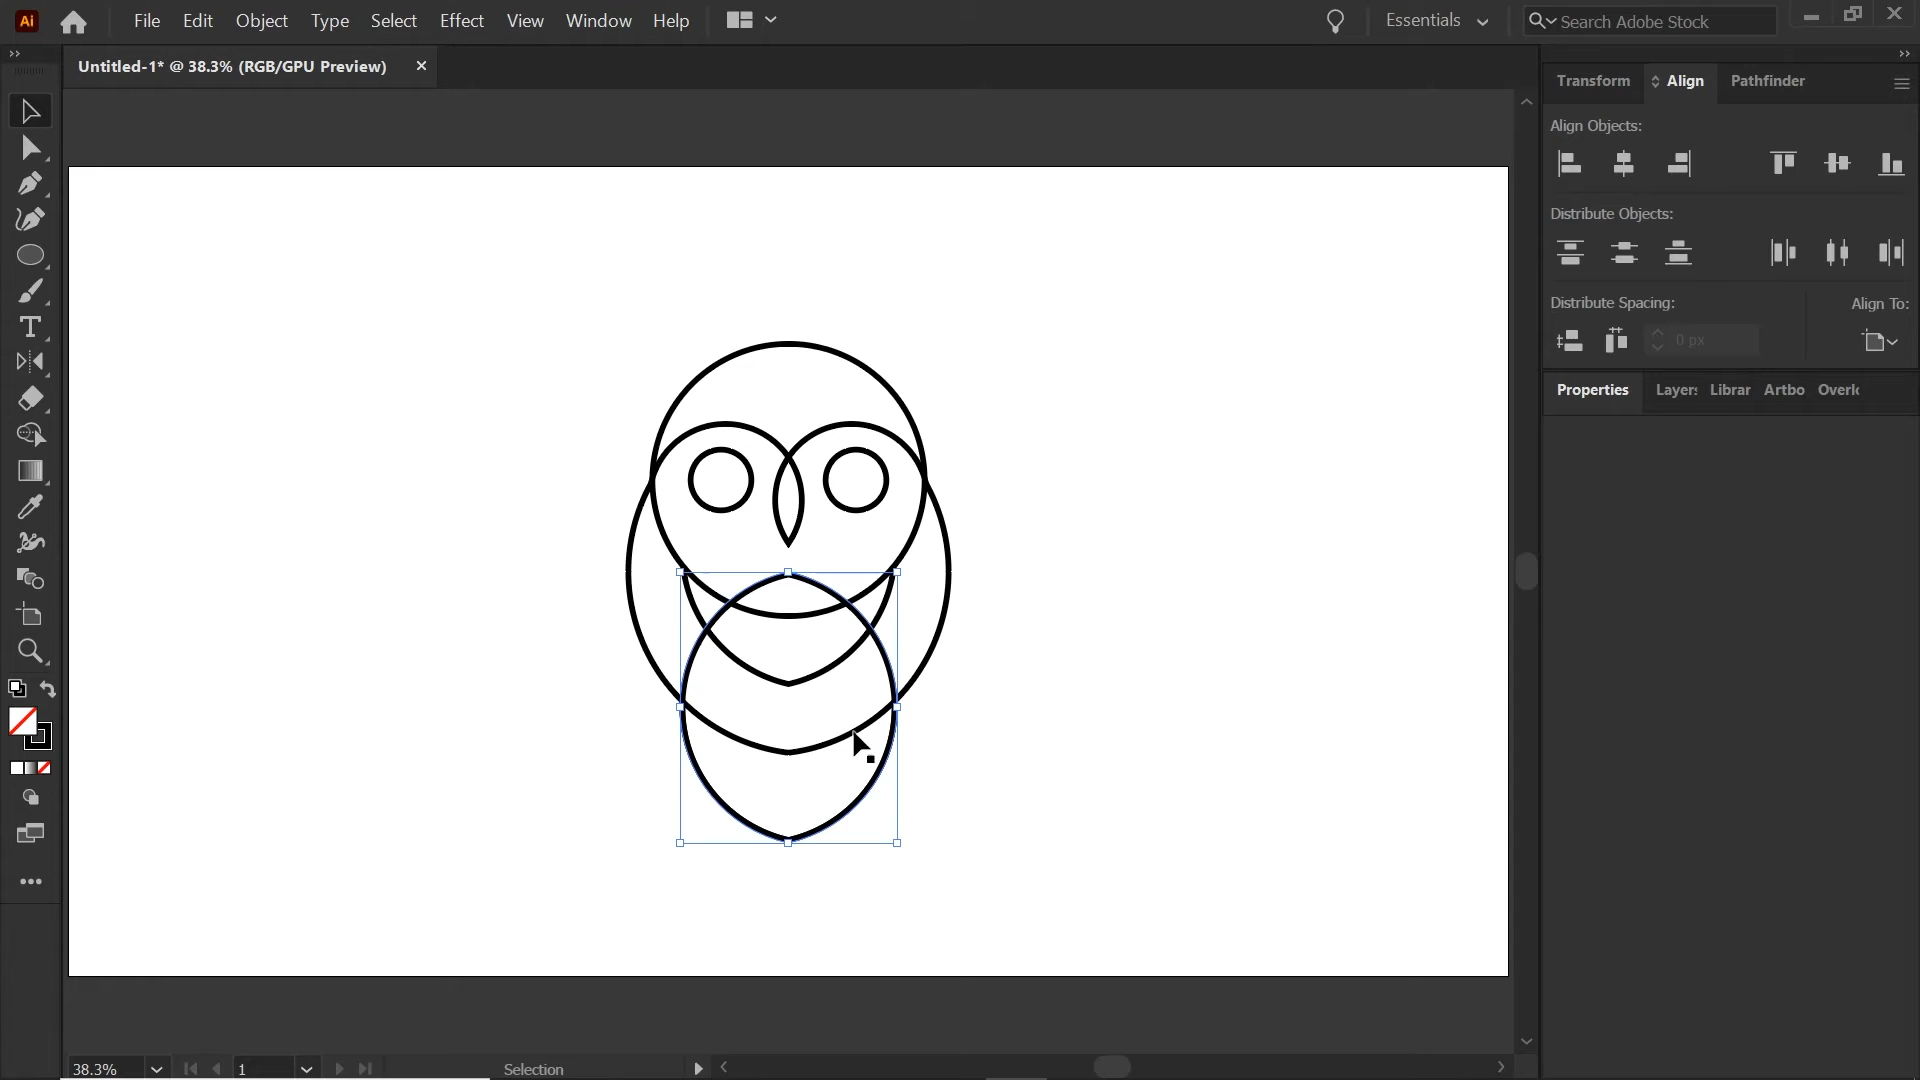 Ai File Edit Object Type Select Effect View Window Help Essentials Search Adobe Stock
Untitled-1* @ 38.3% (RGB/GPU Preview)
Transform Align Pathfinder
Align Objects:
Distribute Objects:
Distribute Spacing: Align To:
0 px
Properties Layers Librar Artbo Overlc
38.3% 1 Selection